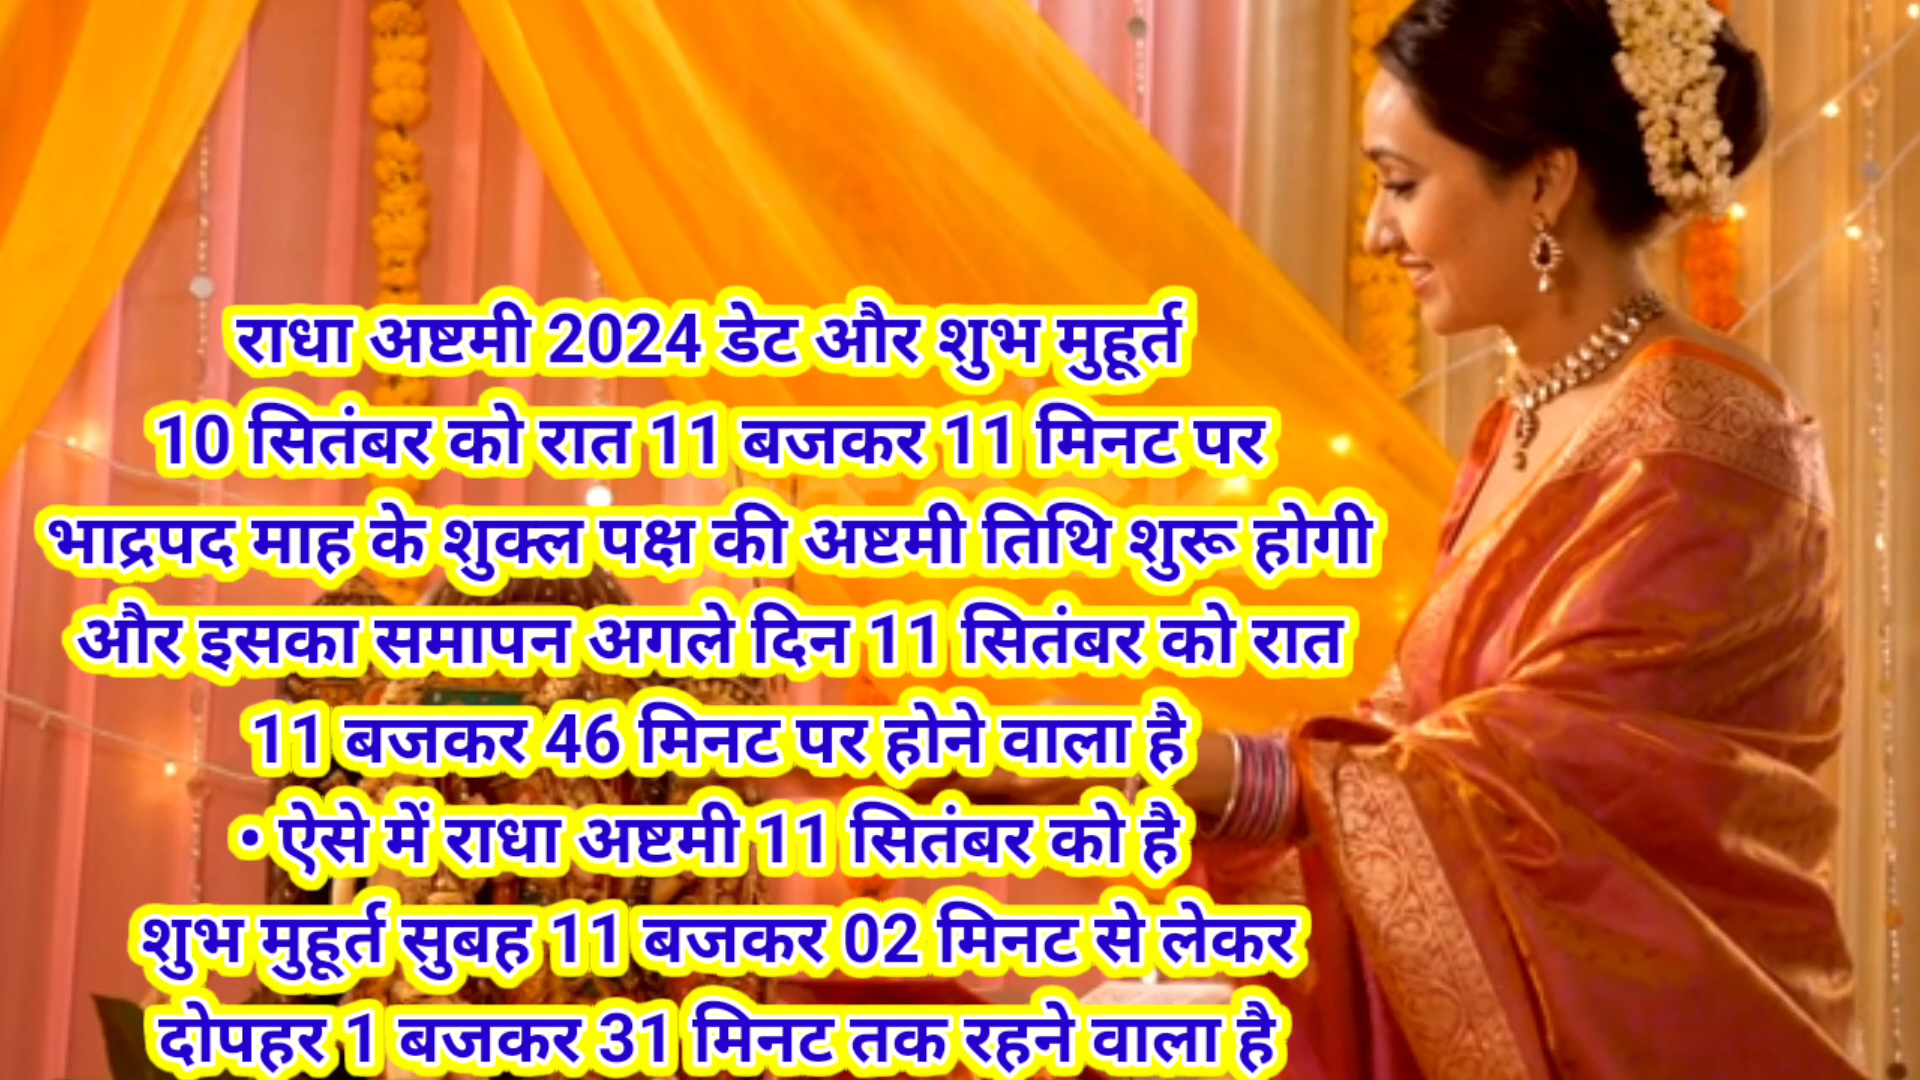 राधा अष्टमी 2024 डेट और शुभ मुहूर्त
10 सितंबर को रात 11 बजकर 11 मिनट पर
भाद्रपद माह के शुक्ल पक्ष की अष्टमी तिथि शुरू होगी
और इसका समापन अगले दिन 11 सितंबर को रात
11 बजकर 46 मिनट पर होने वाला है
• ऐसे में राधा अष्टमी 11 सितंबर को है
शुभ मुहूर्त सुबह 11 बजकर 02 मिनट से लेकर
दोपहर 1 बजकर 31 मिनट तक रहने वाला है